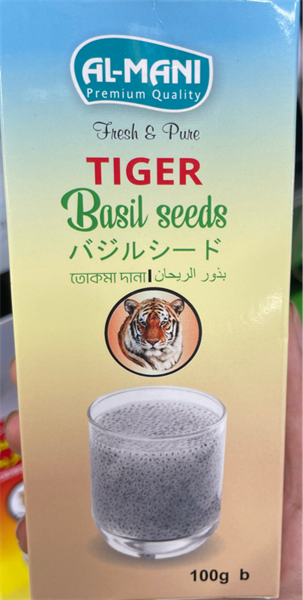 AL-MANI
Premium Quality
Fresh & Pure
TIGER
Basil seeds
バジルシード
তোকমা দানা | بذور الريحان
100g b